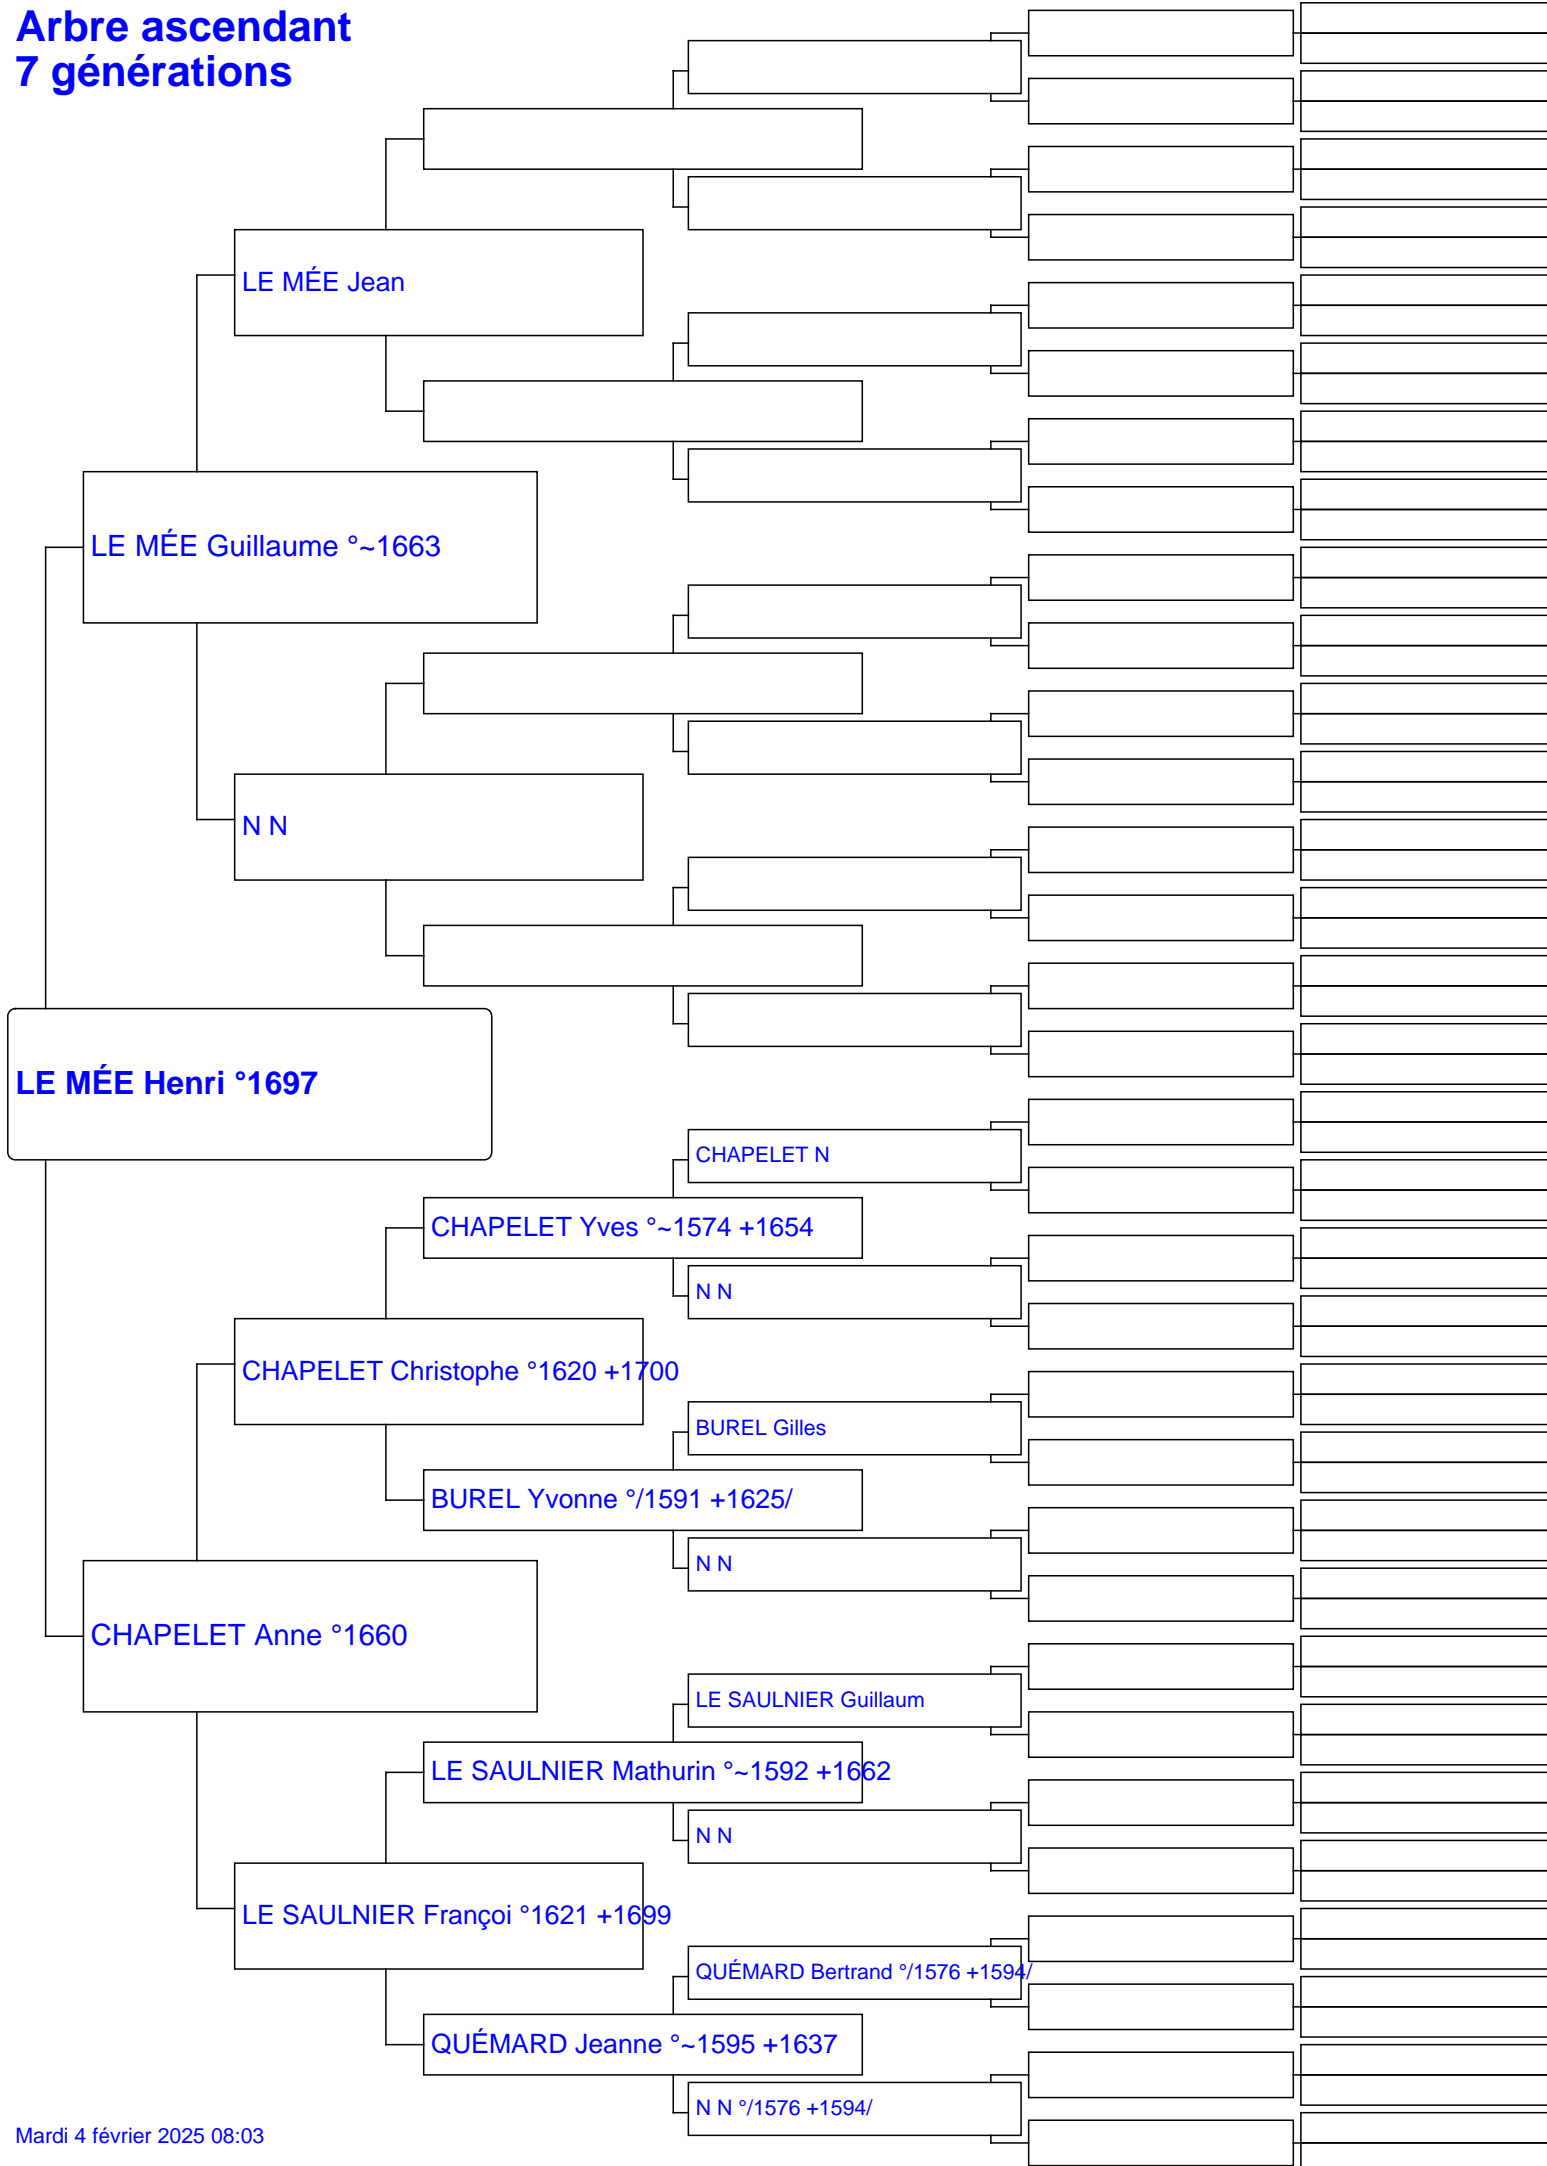 Arbre ascendant
7 générations
LE MÉE Jean
LE MÉE Guillaume °~1663
N N
LE MÉE Henri °1697
CHAPELET N
CHAPELET Yves °~1574 +1654
N N
CHAPELET Christophe °1620 +1700
BUREL Gilles
BUREL Yvonne °/1591 +1625/
N N
CHAPELET Anne °1660
LE SAULNIER Guillaum
LE SAULNIER Mathurin °~1592 +1662
N N
LE SAULNIER Françoi °1621 +1699
QUÉMARD Bertrand °/1576 +1594/
QUÉMARD Jeanne °~1595 +1637
N N °/1576 +1594/
Mardi 4 février 2025 08:03